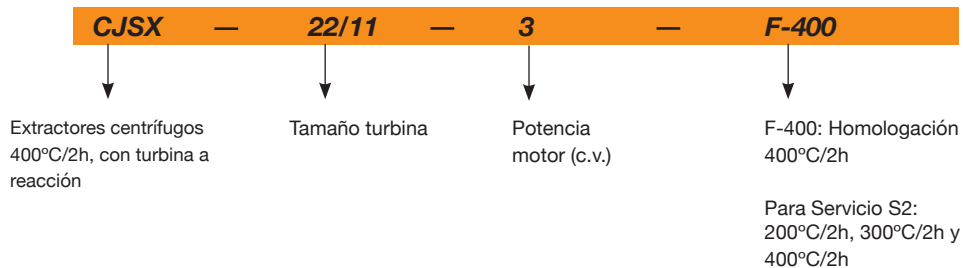 CJSX — 22/11 — 3 — F-400
Extractores centrífugos
400ºC/2h, con turbina a
reacción
Tamaño turbina
Potencia
motor (c.v.)
F-400: Homologación
400ºC/2h
Para Servicio S2:
200ºC/2h, 300ºC/2h y
400ºC/2h